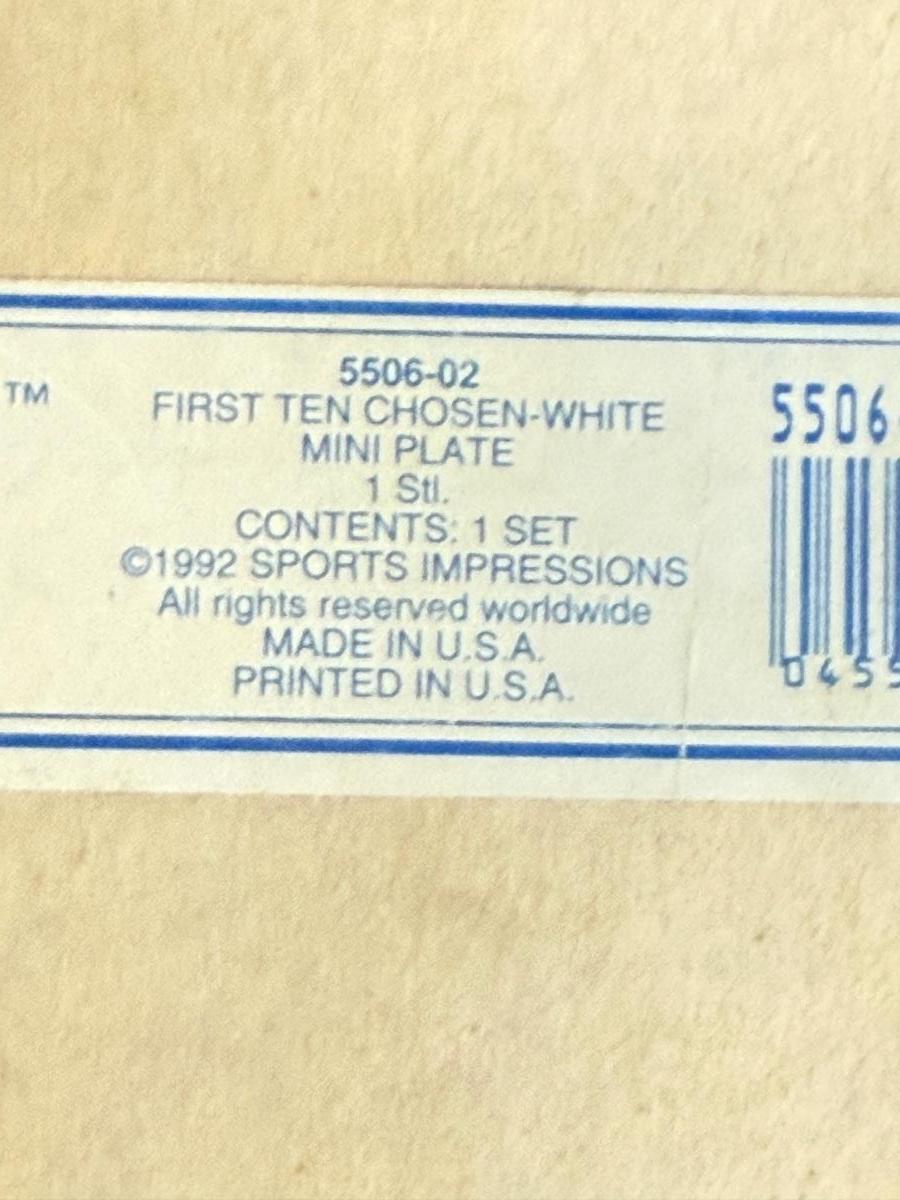 5506-02
TM
FIRST TEN CHOSEN-WHITE
MINI PLATE
1 Stl.
CONTENTS: 1 SET
©1992 SPORTS IMPRESSIONS
All rights reserved worldwide
MADE IN U.S.A.
PRINTED IN U.S.A.
5506
0455